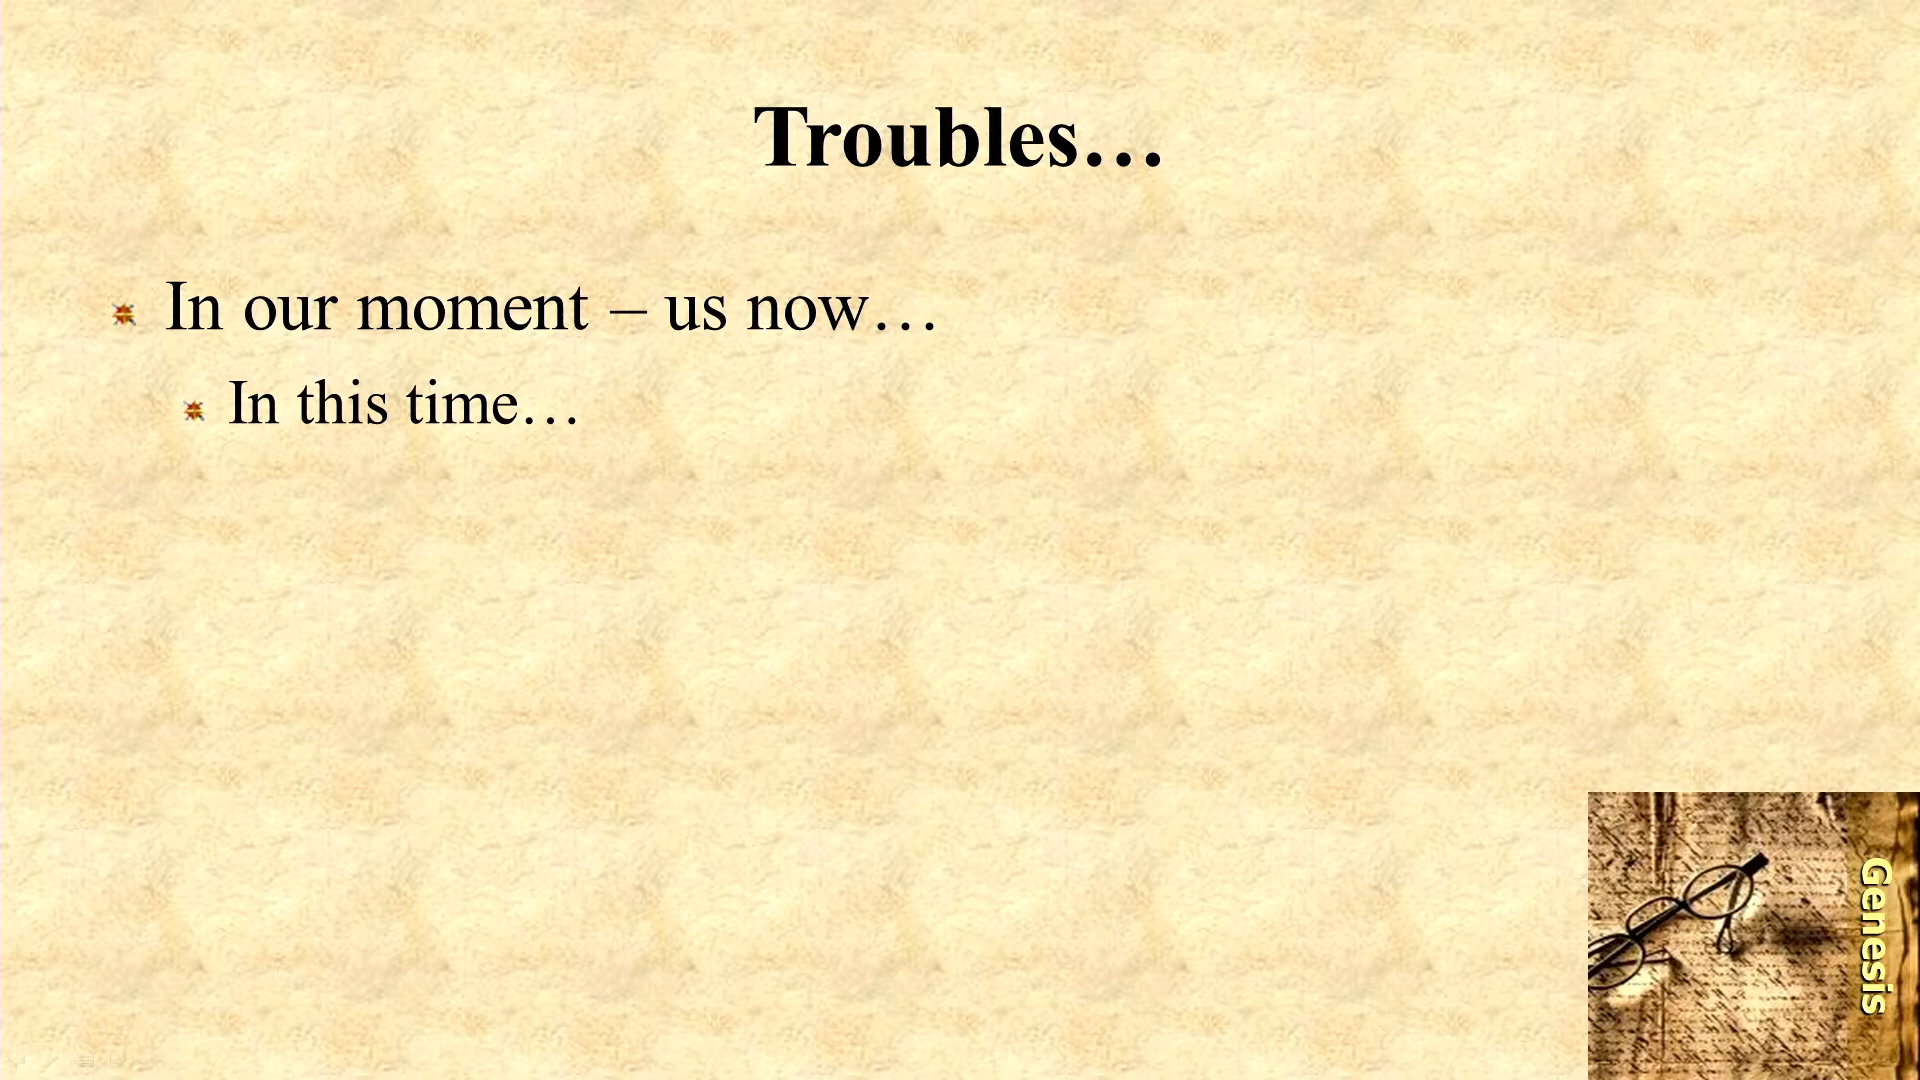 Troubles…
In our moment – us now…
In this time…
Genesis